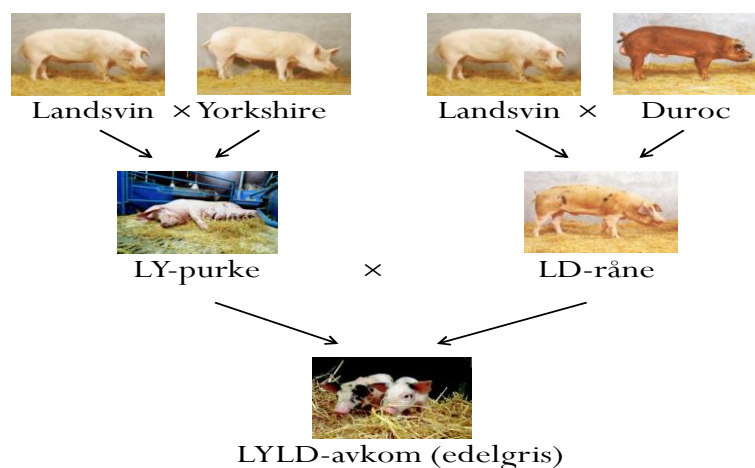 Landsvin × Yorkshire Landsvin × Duroc
LY-purke × LD-råne
LYLD-avkom (edelgris)